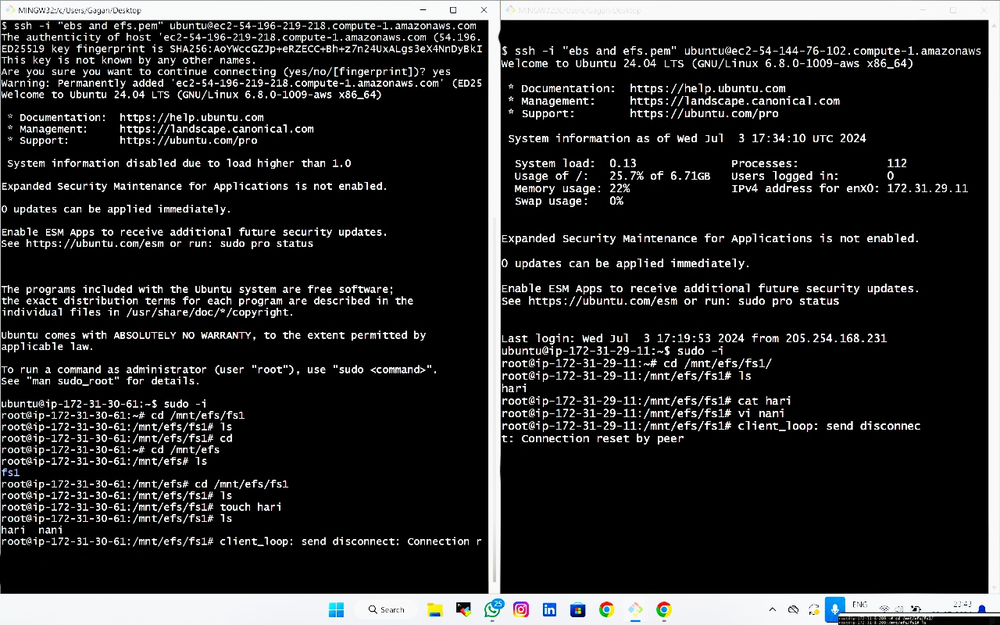 MINGW32:/c/Users/Gagan/Desktop
$ ssh -i "ebs and efs.pem" ubuntu@ec2-54-196-219-218.compute-1.amazonaws.com
The authenticity of host 'ec2-54-196-219-218.compute-1.amazonaws.com (54.196.
ED25519 key fingerprint is SHA256:AoYWccGZJp+eRZECC+Bh+z7n24UxALgs3eX4NnDyBkI
This key is not known by any other names.
Are you sure you want to continue connecting (yes/no/[fingerprint])? yes
Warning: Permanently added 'ec2-54-196-219-218.compute-1.amazonaws.com' (ED25
Welcome to Ubuntu 24.04 LTS (GNU/Linux 6.8.0-1009-aws x86_64)
* Documentation:  https://help.ubuntu.com
* Management:     https://landscape.canonical.com
* Support:        https://ubuntu.com/pro
System information disabled due to load higher than 1.0
Expanded Security Maintenance for Applications is not enabled.
0 updates can be applied immediately.
Enable ESM Apps to receive additional future security updates.
See https://ubuntu.com/esm or run: sudo pro status
The programs included with the Ubuntu system are free software;
the exact distribution terms for each program are described in the
individual files in /usr/share/doc/*/copyright.
Ubuntu comes with ABSOLUTELY NO WARRANTY, to the extent permitted by
applicable law.
To run a command as administrator (user "root"), use "sudo <command>".
See "man sudo_root" for details.
ubuntu@ip-172-31-30-61:~$ sudo -i
root@ip-172-31-30-61:~# cd /mnt/efs/fs1
root@ip-172-31-30-61:/mnt/efs/fs1# ls
root@ip-172-31-30-61:/mnt/efs/fs1# cd
root@ip-172-31-30-61:~# cd /mnt/efs
root@ip-172-31-30-61:/mnt/efs# ls
fs1
root@ip-172-31-30-61:/mnt/efs# cd /mnt/efs/fs1
root@ip-172-31-30-61:/mnt/efs/fs1# ls
root@ip-172-31-30-61:/mnt/efs/fs1# touch hari
root@ip-172-31-30-61:/mnt/efs/fs1# ls
hari  nani
root@ip-172-31-30-61:/mnt/efs/fs1# client_loop: send disconnect: Connection r
MINGW32:/c/Users/Gagan/Desktop
$ ssh -i "ebs and efs.pem" ubuntu@ec2-54-144-76-102.compute-1.amazonaws
Welcome to Ubuntu 24.04 LTS (GNU/Linux 6.8.0-1009-aws x86_64)
* Documentation:  https://help.ubuntu.com
* Management:     https://landscape.canonical.com
* Support:        https://ubuntu.com/pro
System information as of Wed Jul  3 17:34:10 UTC 2024
System load:  0.13               Processes:             112
Usage of /:   25.7% of 6.71GB   Users logged in:       0
Memory usage: 22%                IPv4 address for enX0: 172.31.29.11
Swap usage:   0%
Expanded Security Maintenance for Applications is not enabled.
0 updates can be applied immediately.
Enable ESM Apps to receive additional future security updates.
See https://ubuntu.com/esm or run: sudo pro status
Last login: Wed Jul  3 17:19:53 2024 from 205.254.168.231
ubuntu@ip-172-31-29-11:~$ sudo -i
root@ip-172-31-29-11:~# cd /mnt/efs/fs1/
root@ip-172-31-29-11:/mnt/efs/fs1# ls
hari
root@ip-172-31-29-11:/mnt/efs/fs1# cat hari
root@ip-172-31-29-11:/mnt/efs/fs1# vi nani
root@ip-172-31-29-11:/mnt/efs/fs1# client_loop: send disconnec
t: Connection reset by peer
Search
25
ENG
23:43